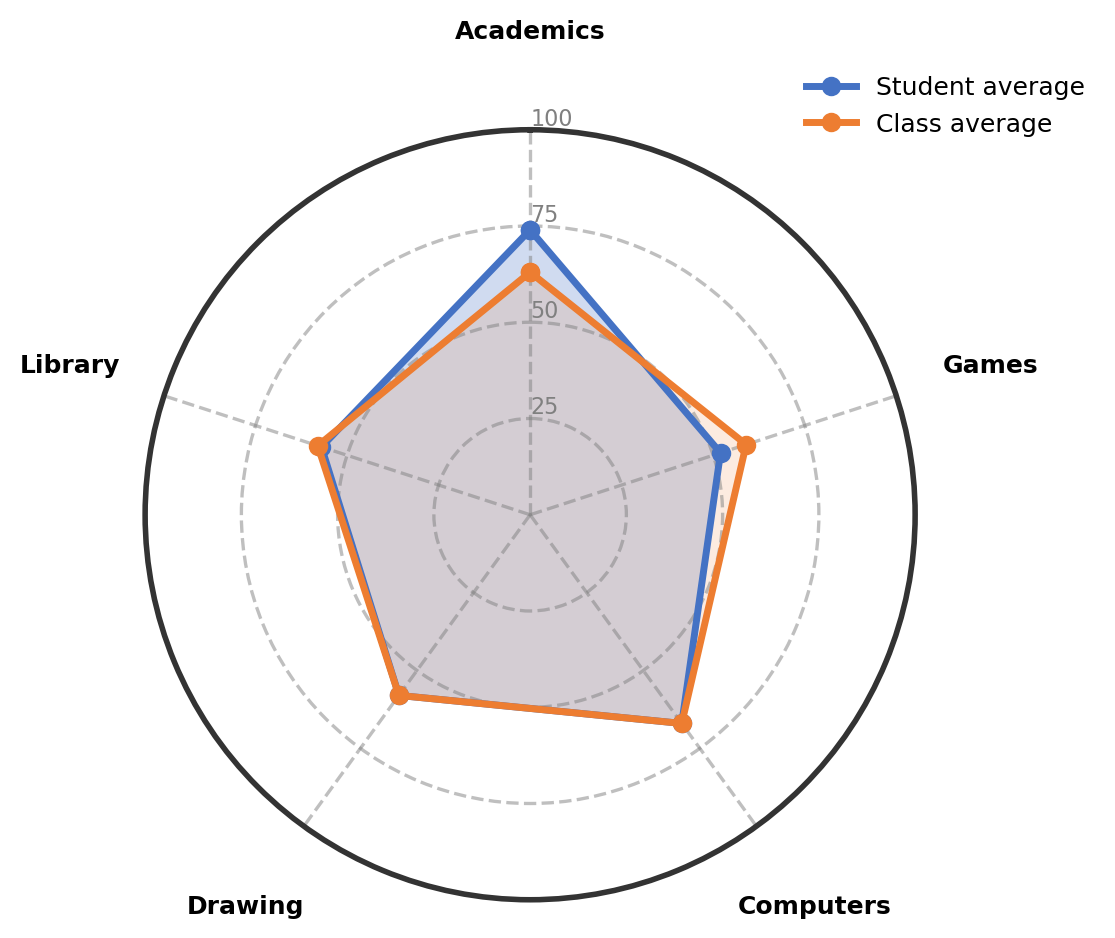 Academics
Student average
Class average
100
75
50
25
Library
Games
Drawing
Computers